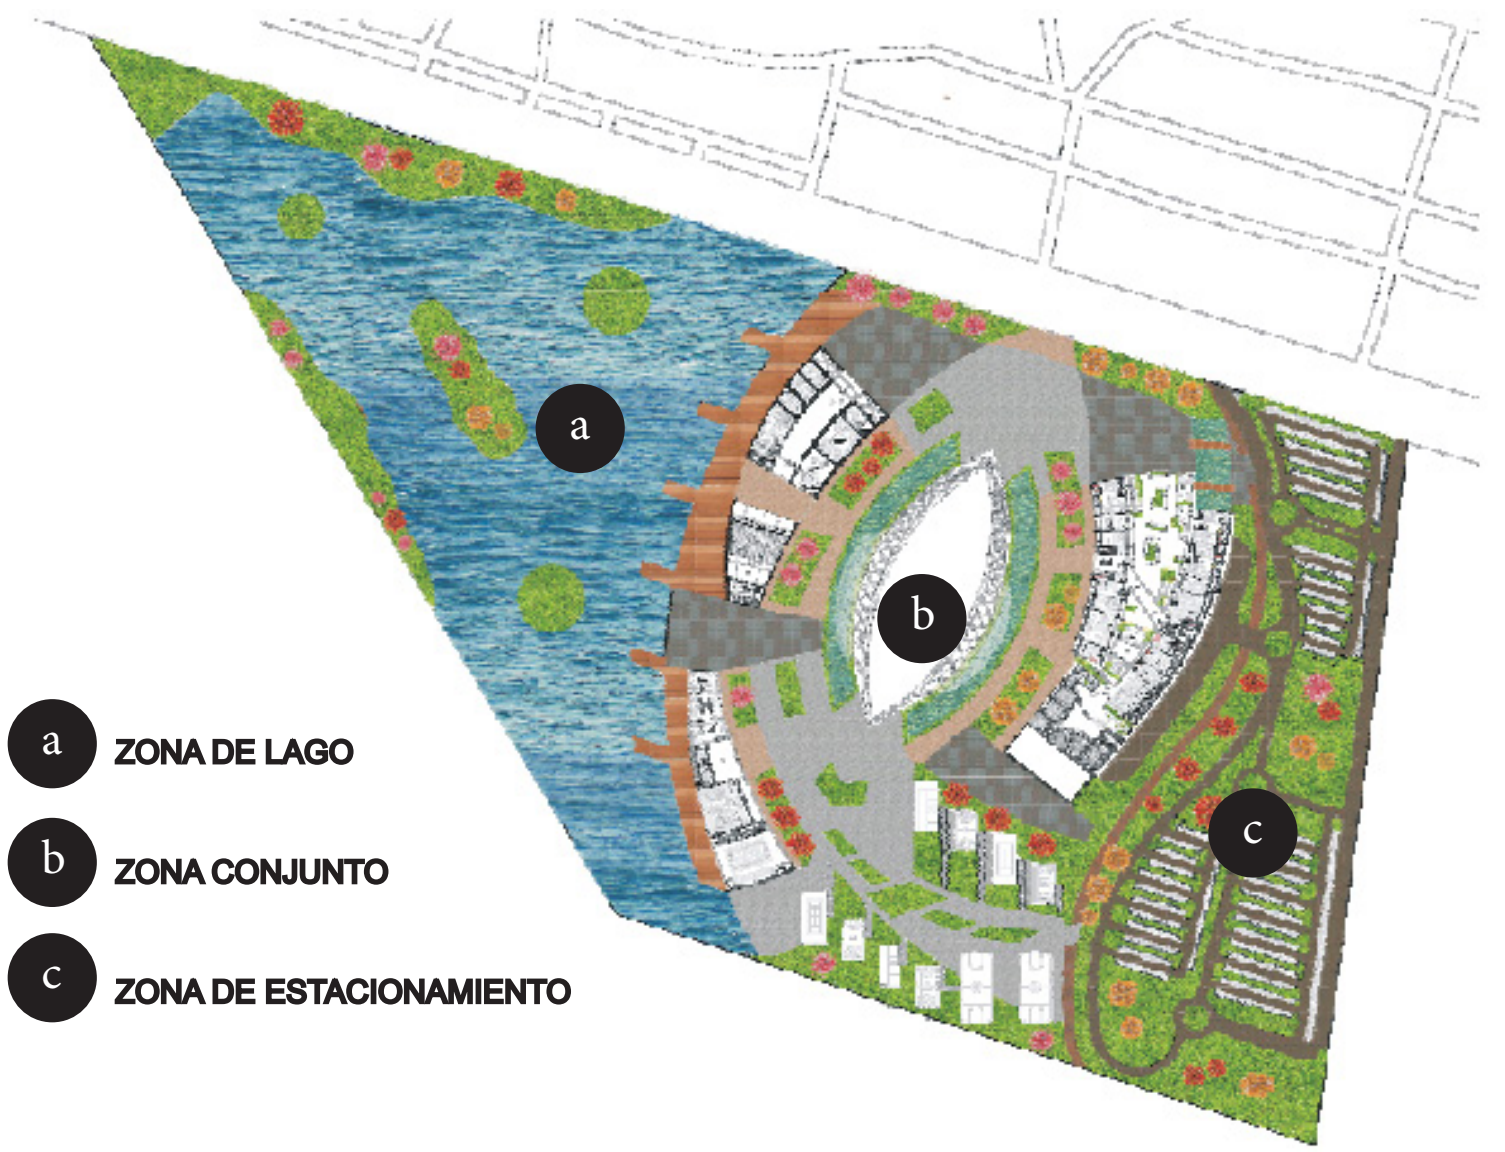 a
b
c
a ZONA DE LAGO
b ZONA CONJUNTO
c ZONA DE ESTACIONAMIENTO